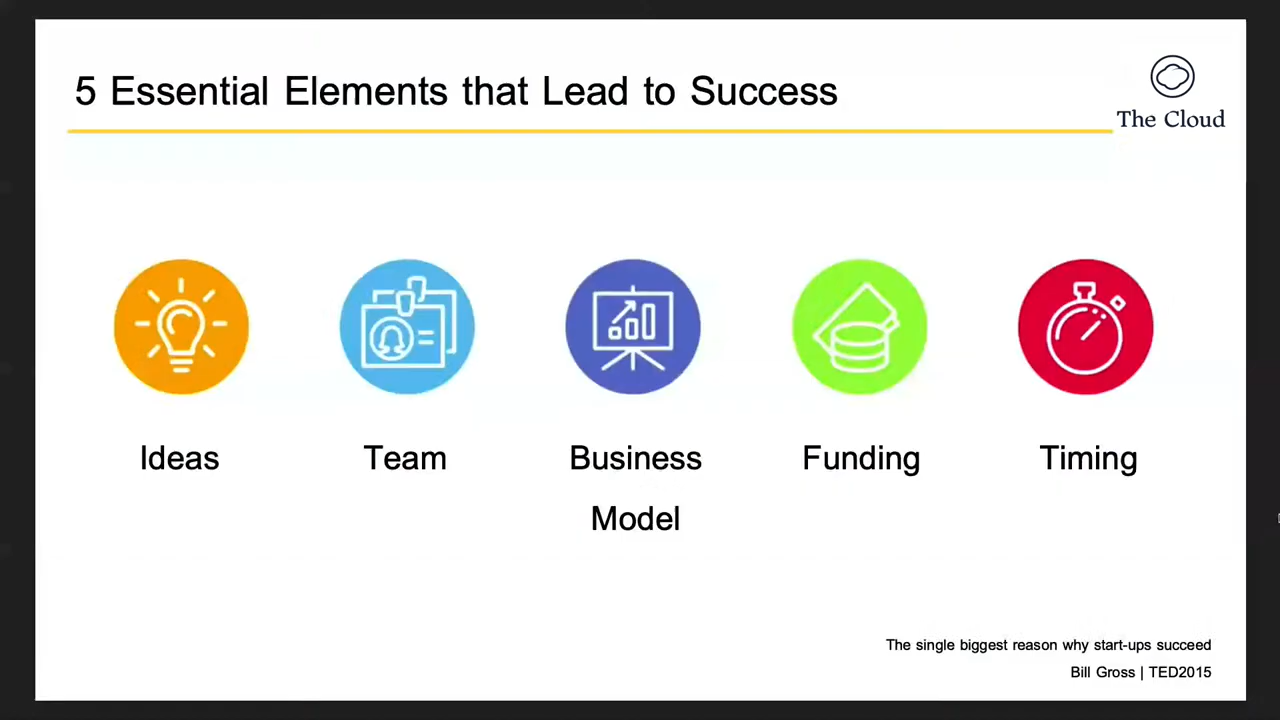 5 Essential Elements that Lead to Success
The Cloud
Ideas
Team
Business
Model
Funding
Timing
The single biggest reason why start-ups succeed
Bill Gross | TED2015